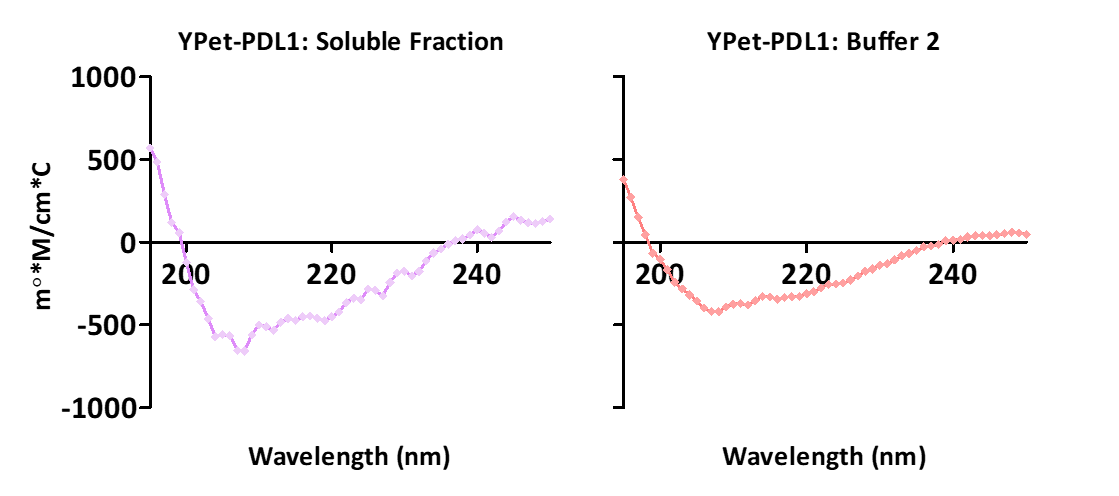 YPet-PDL1: Soluble Fraction
YPet-PDL1: Buffer 2
1000
500
0
-500
-1000
m°*M/cm*C
200
220
240
200
220
240
Wavelength (nm)
Wavelength (nm)